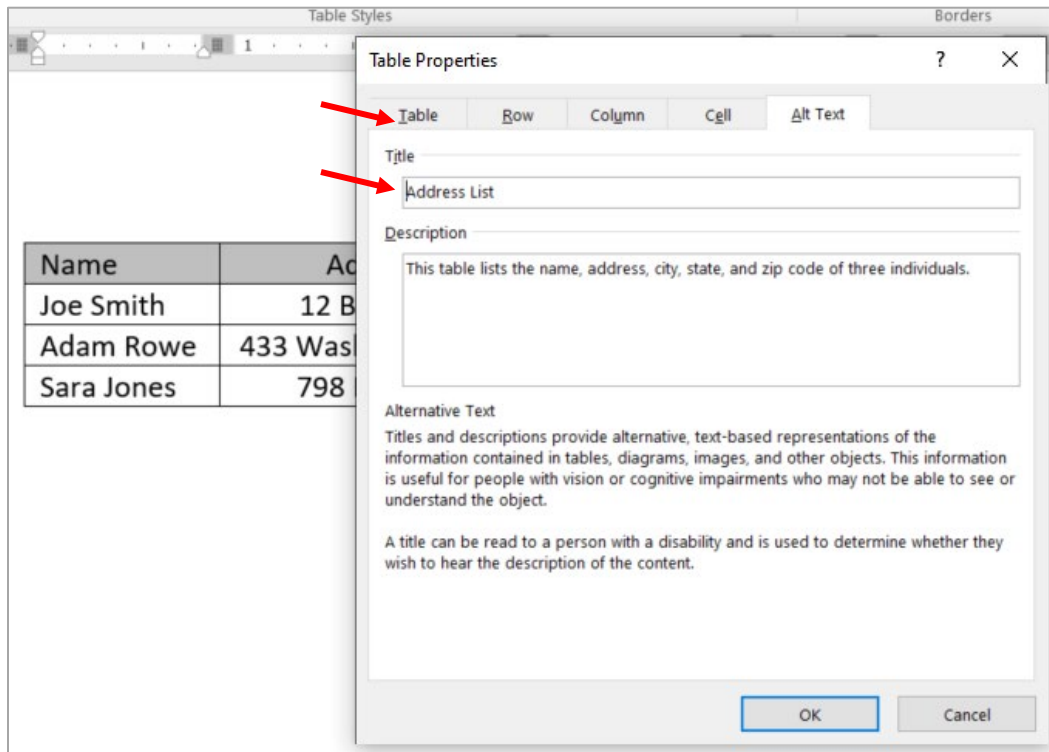 Table Styles
Borders
1
Table Properties
?
Table
Row
Column
Cell
Alt Text
Title
Address List
Description
This table lists the name, address, city, state, and zip code of three individuals.
Name
Joe Smith
12 B
Adam Rowe
433
Sara Jones
798
Alternative Text
Titles and descriptions provide alternative, text-based representations of the
information contained in tables, diagrams, images, and other objects. This information
is useful for people with vision or cognitive impairments who may not be able to see or
understand the object.
A title can be read to a person with a disability and is used to determine whether they
wish to hear the description of the content.
OK
Cancel